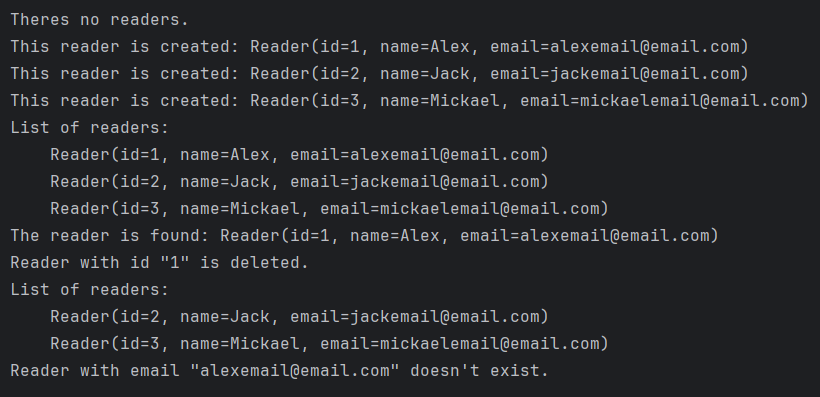 Theres no readers.
This reader is created: Reader(id=1, name=Alex, email=alexemail@email.com)
This reader is created: Reader(id=2, name=Jack, email=jackemail@email.com)
This reader is created: Reader(id=3, name=Mickael, email=mickaelemail@email.com)
List of readers:
    Reader(id=1, name=Alex, email=alexemail@email.com)
    Reader(id=2, name=Jack, email=jackemail@email.com)
    Reader(id=3, name=Mickael, email=mickaelemail@email.com)
The reader is found: Reader(id=1, name=Alex, email=alexemail@email.com)
Reader with id "1" is deleted.
List of readers:
    Reader(id=2, name=Jack, email=jackemail@email.com)
    Reader(id=3, name=Mickael, email=mickaelemail@email.com)
Reader with email "alexemail@email.com" doesn't exist.